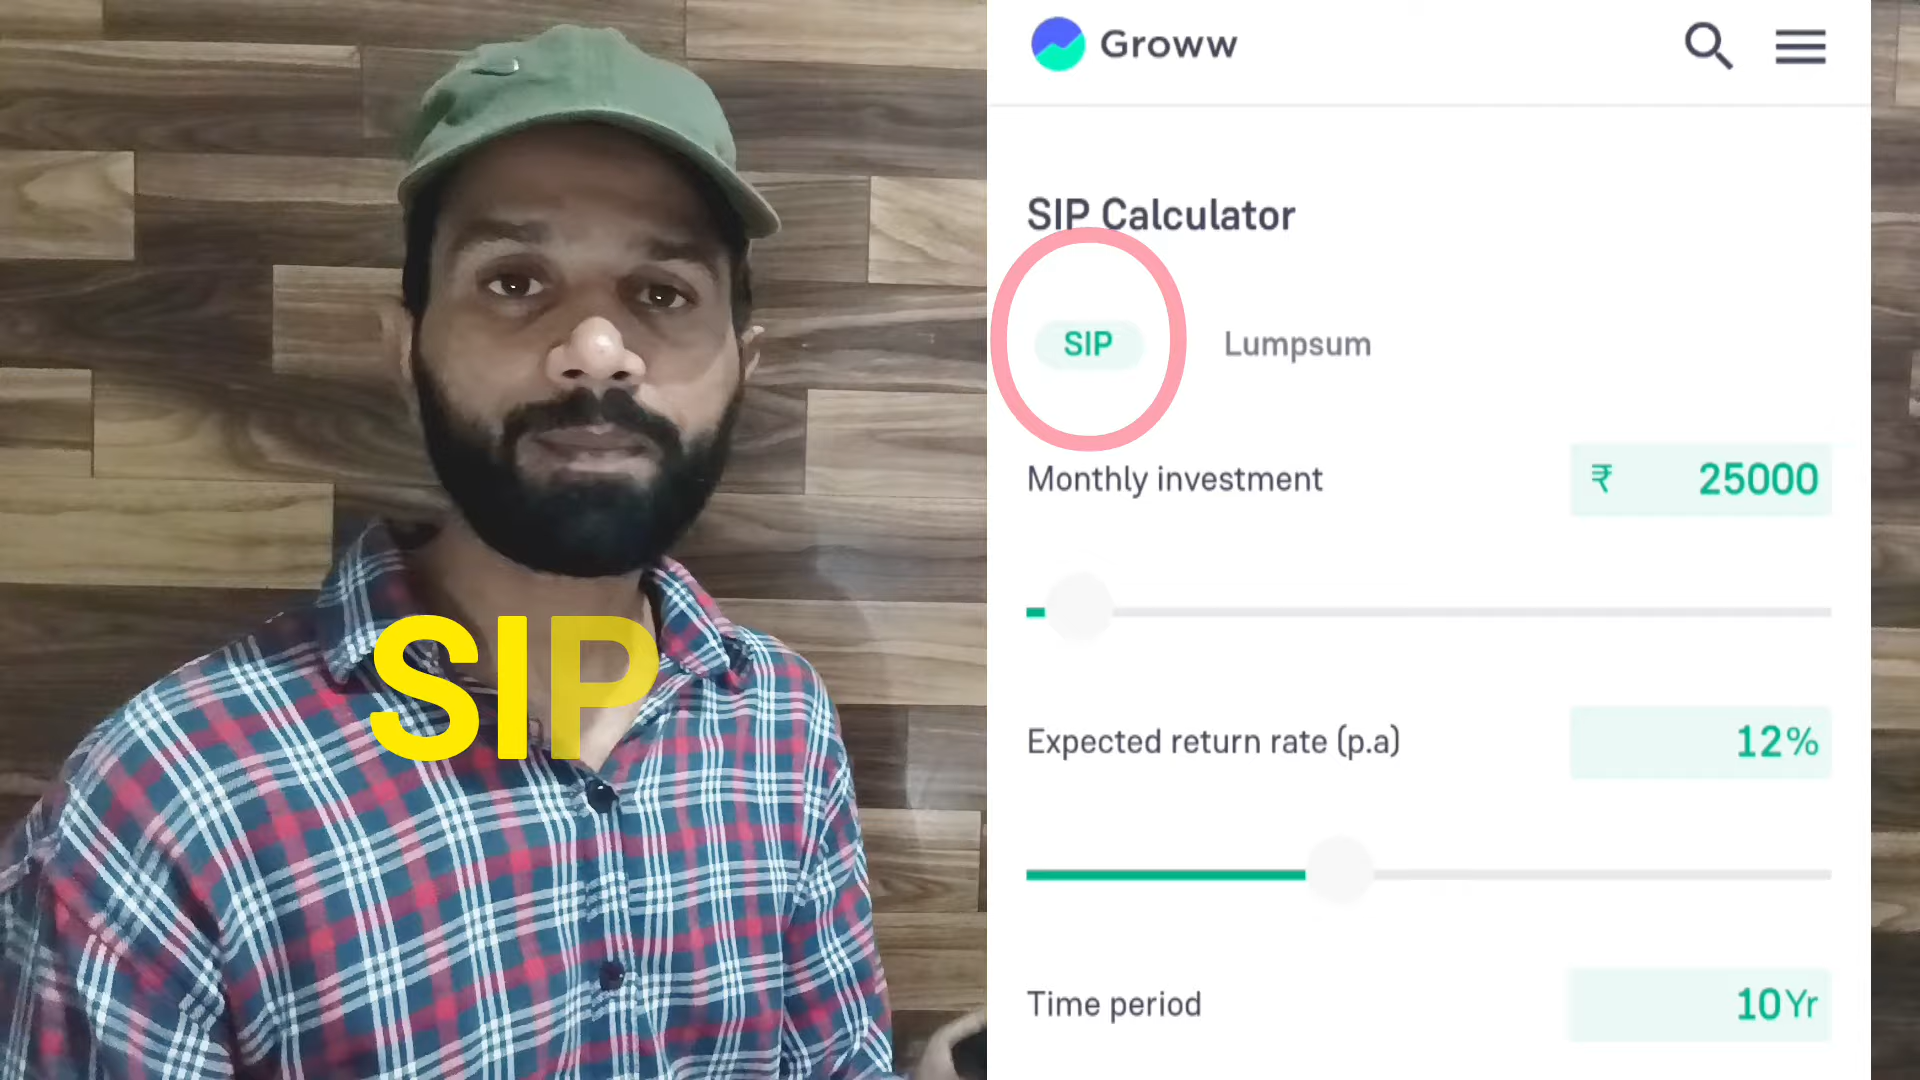 Groww
SIP Calculator
SIP Lumpsum
Monthly investment ₹ 25000
Expected return rate (p.a) 12%
Time period 10Yr
SIP